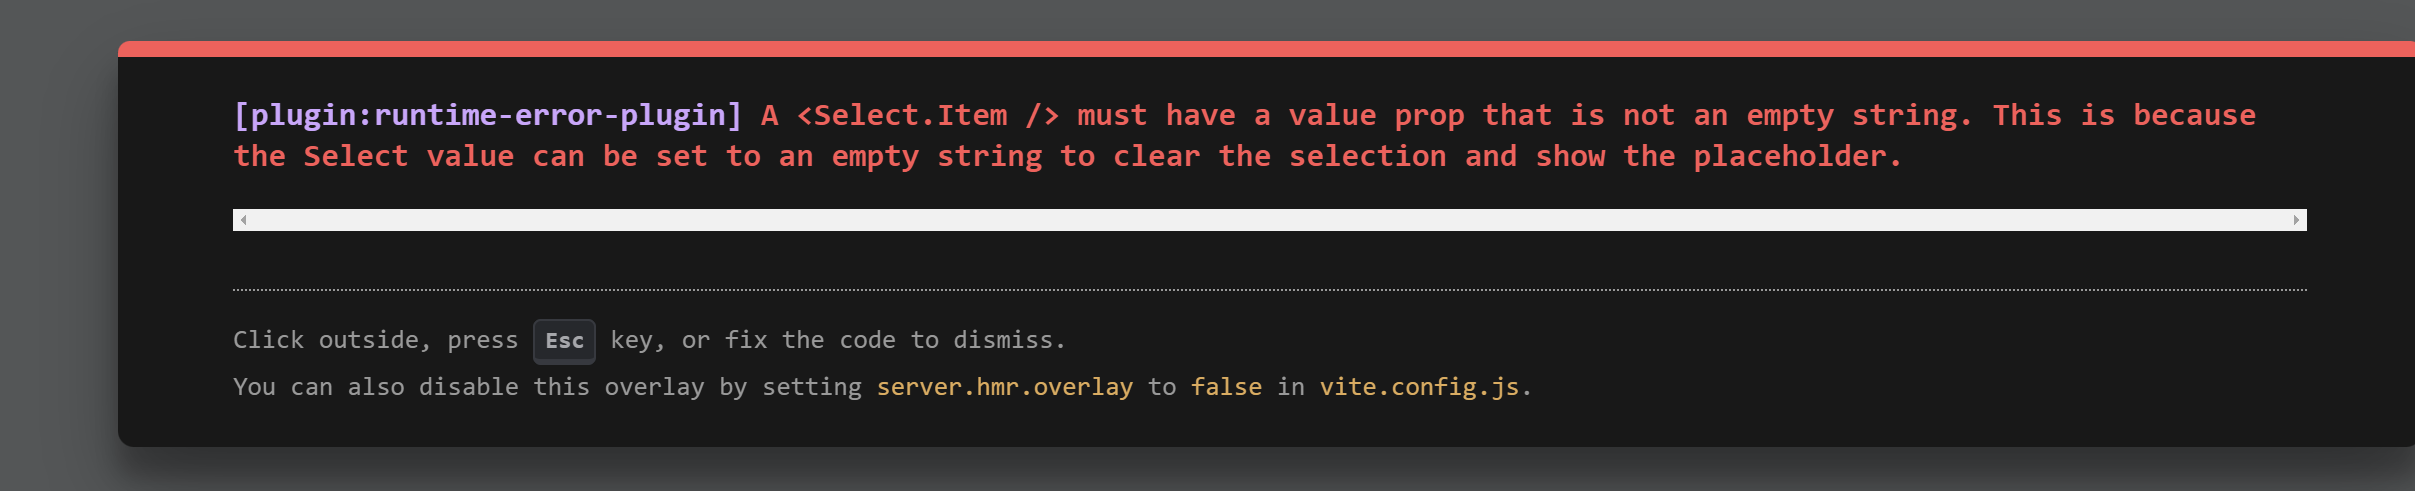 [plugin:runtime-error-plugin] A <Select.Item /> must have a value prop that is not an empty string. This is because
the Select value can be set to an empty string to clear the selection and show the placeholder.
Click outside, press Esc key, or fix the code to dismiss.
You can also disable this overlay by setting server.hmr.overlay to false in vite.config.js.